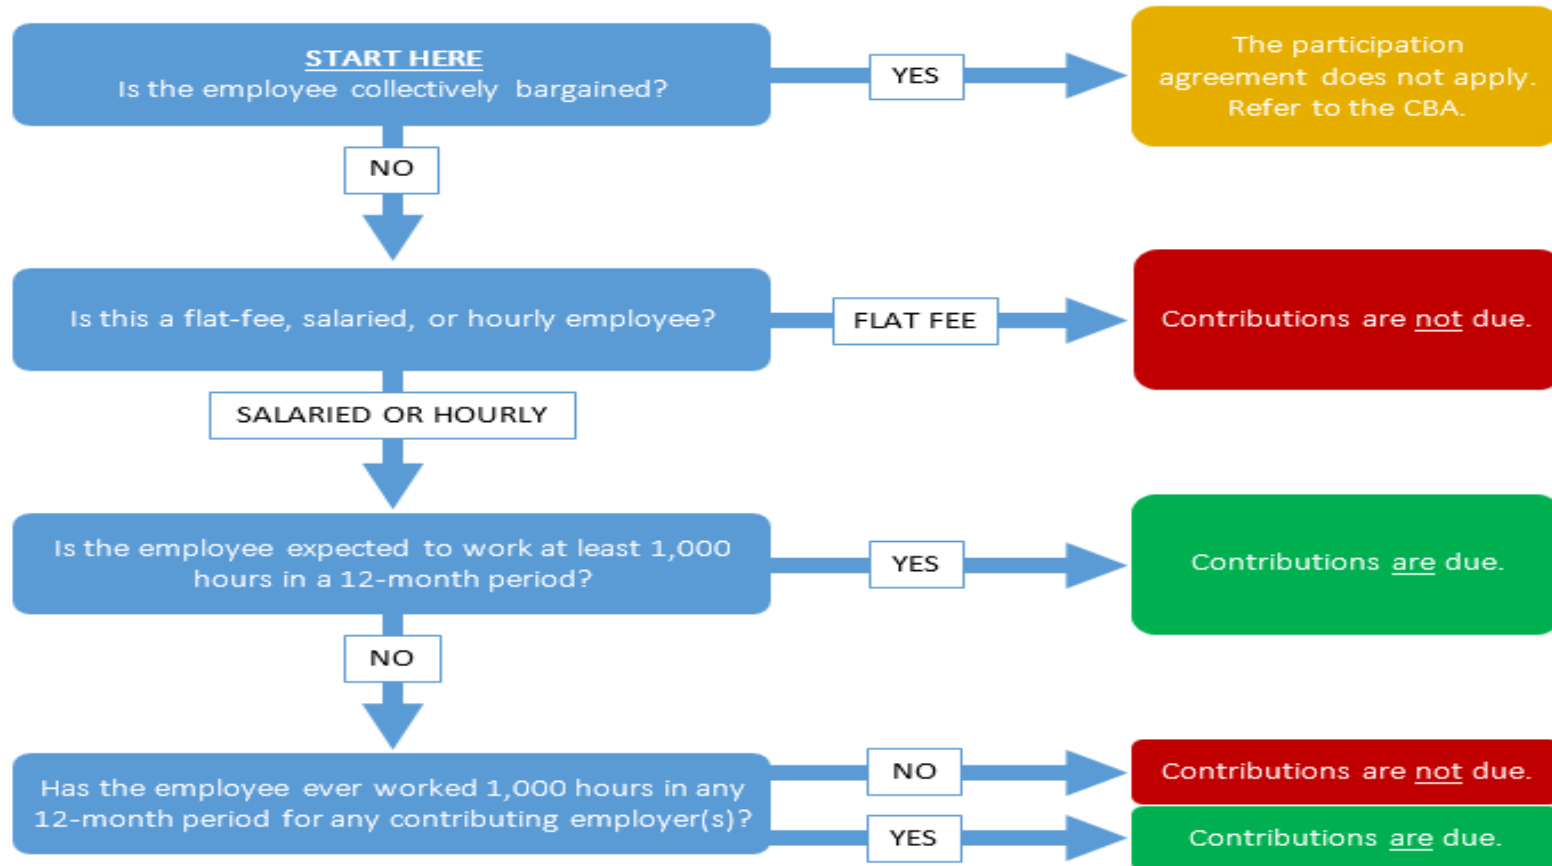 START HERE
Is the employee collectively bargained?
YES
The participation
agreement does not apply.
Refer to the CBA.
NO
Is this a flat-fee, salaried, or hourly employee?
FLAT FEE
Contributions are not due.
SALARIED OR HOURLY
Is the employee expected to work at least 1,000
hours in a 12-month period?
YES
Contributions are due.
NO
Has the employee ever worked 1,000 hours in any
12-month period for any contributing employer(s)?
NO
Contributions are not due.
YES
Contributions are due.